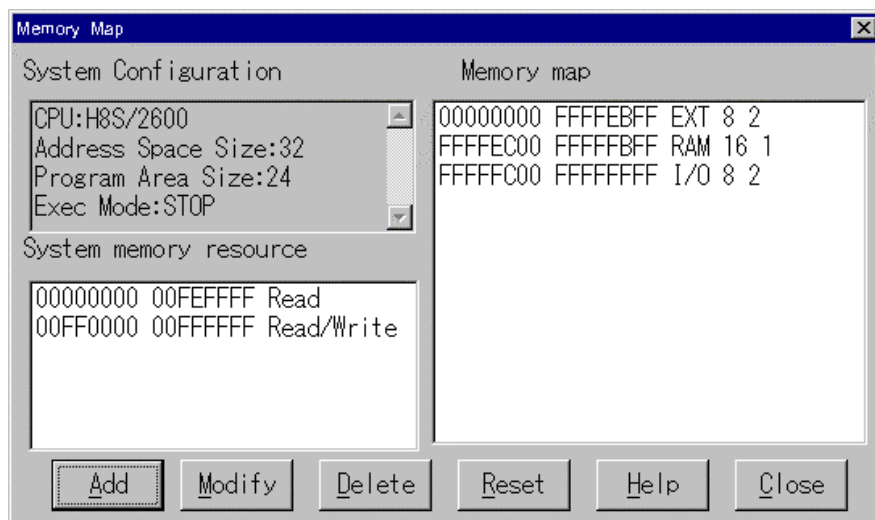 Memory Map
System Configuration
CPU:H8S/2600
Address Space Size:32
Program Area Size:24
Exec Mode:STOP
System memory resource
00000000 00FEFFFF Read
00FF0000 00FFFFFF Read/Write
Memory map
00000000 FFFFEBFF EXT 8 2
FFFFEC00 FFFFFBFF RAM 16 1
FFFFFC00 FFFFFFFF I/O 8 2
Add Modify Delete Reset Help Close